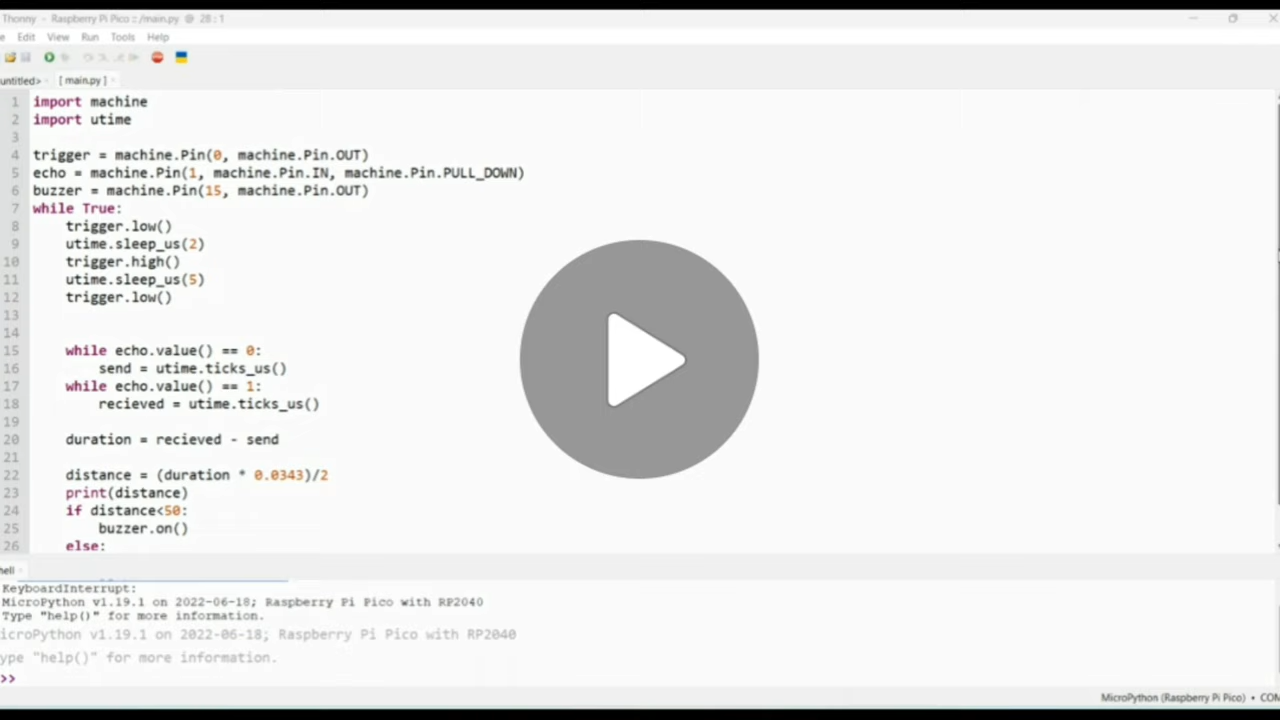 Thonny - Raspberry Pi Pico :: /main.py @ 28 : 1
Edit View Run Tools Help
untitled> [ main.py ]
1 import machine
2 import utime
3
4 trigger = machine.Pin(0, machine.Pin.OUT)
5 echo = machine.Pin(1, machine.Pin.IN, machine.Pin.PULL_DOWN)
6 buzzer = machine.Pin(15, machine.Pin.OUT)
7 while True:
8 trigger.low()
9 utime.sleep_us(2)
10 trigger.high()
11 utime.sleep_us(5)
12 trigger.low()
13
14
15 while echo.value() == 0:
16 send = utime.ticks_us()
17 while echo.value() == 1:
18 recieved = utime.ticks_us()
19
20 duration = recieved - send
21
22 distance = (duration * 0.0343)/2
23 print(distance)
24 if distance<50:
25 buzzer.on()
26 else:
hell
KeyboardInterrupt:
MicroPython v1.19.1 on 2022-06-18; Raspberry Pi Pico with RP2040
Type "help()" for more information.
icroPython v1.19.1 on 2022-06-18; Raspberry Pi Pico with RP2040
ype "help()" for more information.
>>
MicroPython (Raspberry Pi Pico) • COM